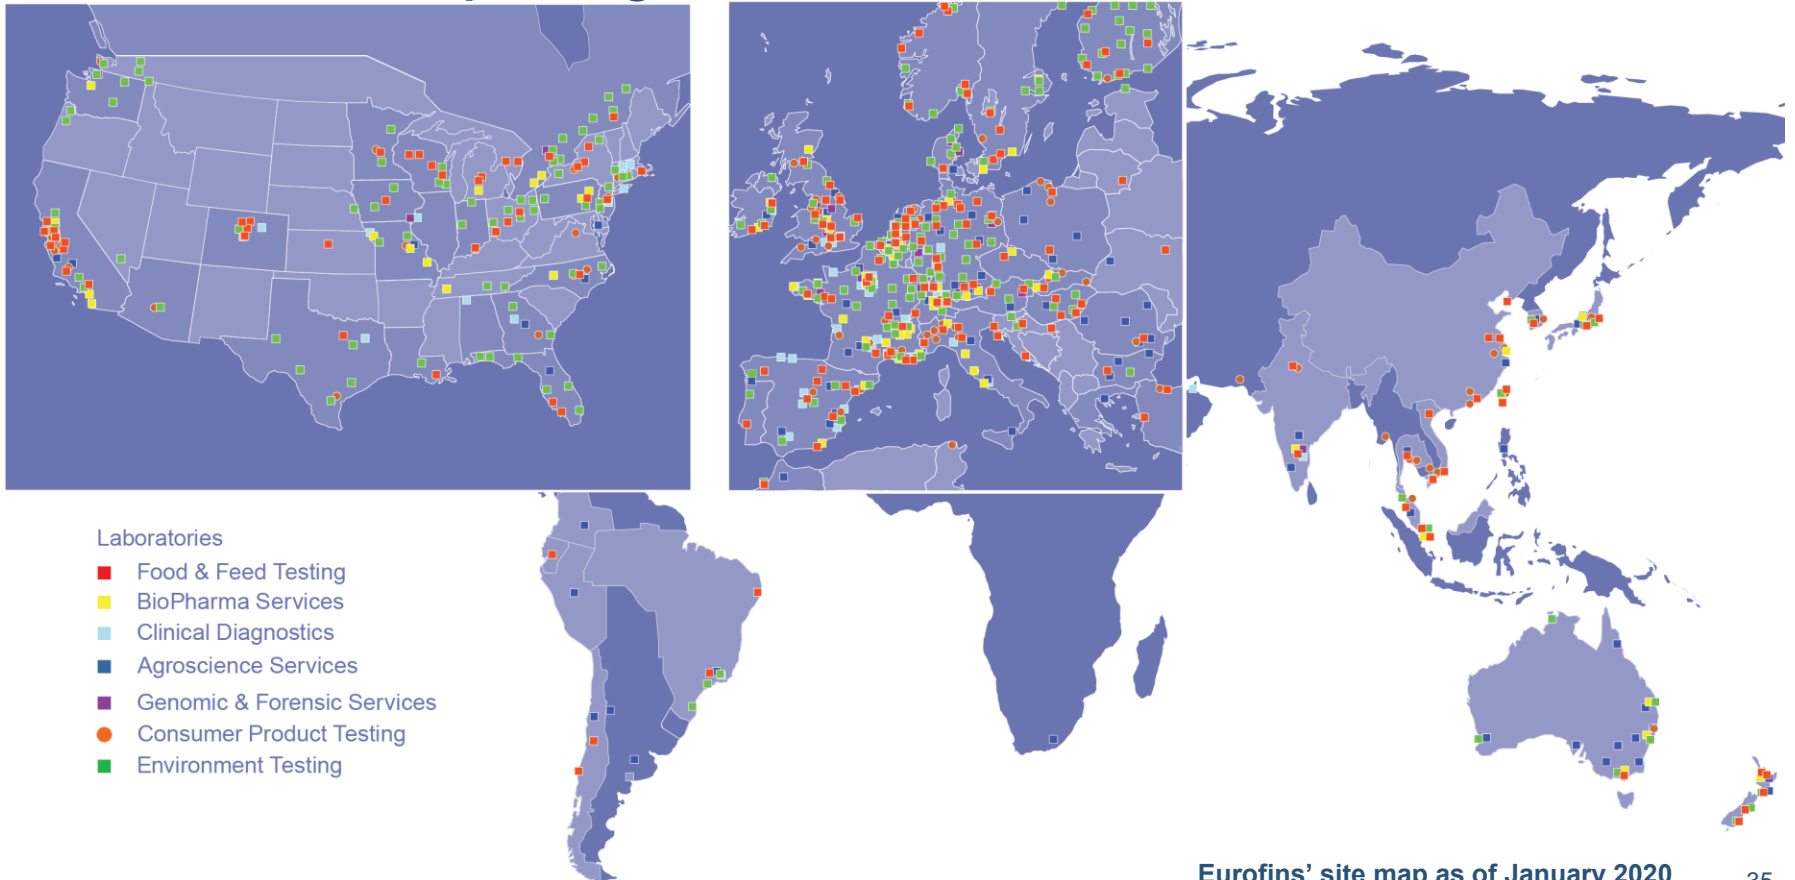 Laboratories
Food & Feed Testing
BioPharma Services
Clinical Diagnostics
Agroscience Services
Genomic & Forensic Services
Consumer Product Testing
Environment Testing
Eurofins’ site map as of January 2020
35